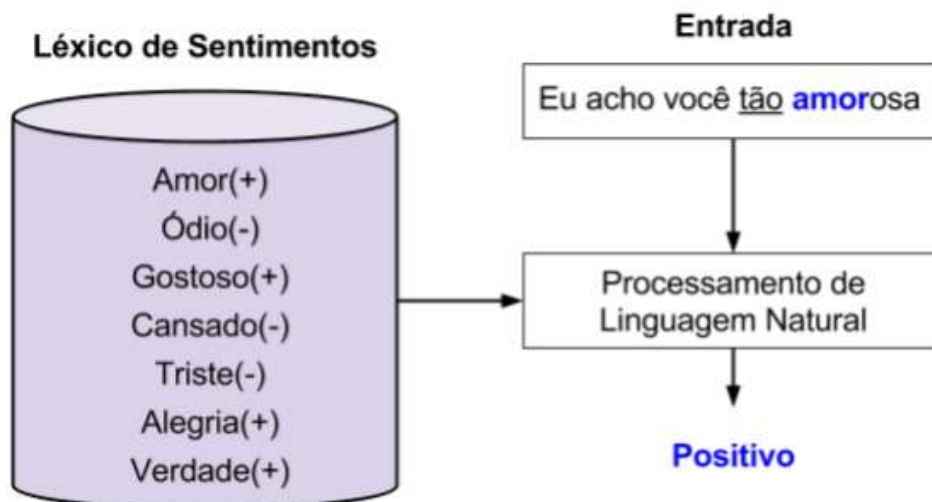 Léxico de Sentimentos
Amor(+)
Ódio(-)
Gostoso(+)
Cansado(-)
Triste(-)
Alegria(+)
Verdade(+)
Entrada
Eu acho você tão amorosa
Processamento de
Linguagem Natural
Positivo